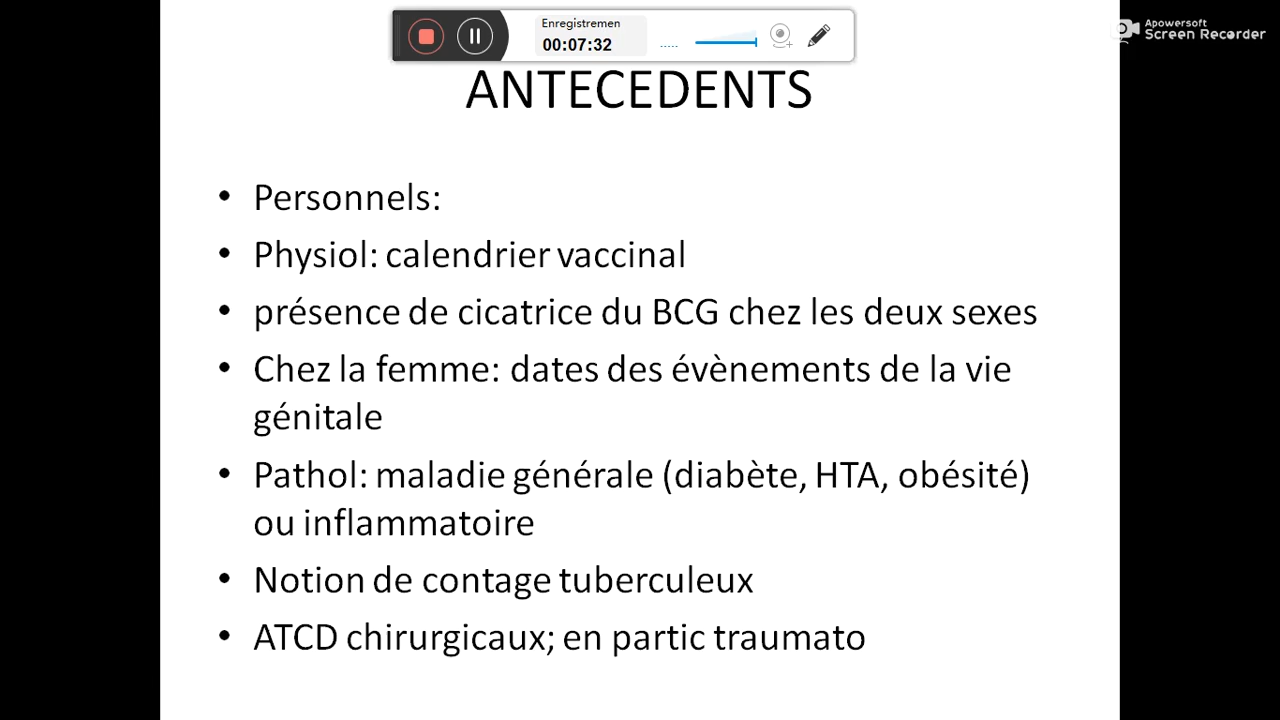 Enregistremen
00:07:32
Apowersoft
Screen Recorder
ANTECEDENTS
• Personnels:
• Physiol: calendrier vaccinal
• présence de cicatrice du BCG chez les deux sexes
• Chez la femme: dates des évènements de la vie
génitale
• Pathol: maladie générale (diabète, HTA, obésité)
ou inflammatoire
• Notion de contage tuberculeux
• ATCD chirurgicaux; en partic traumato